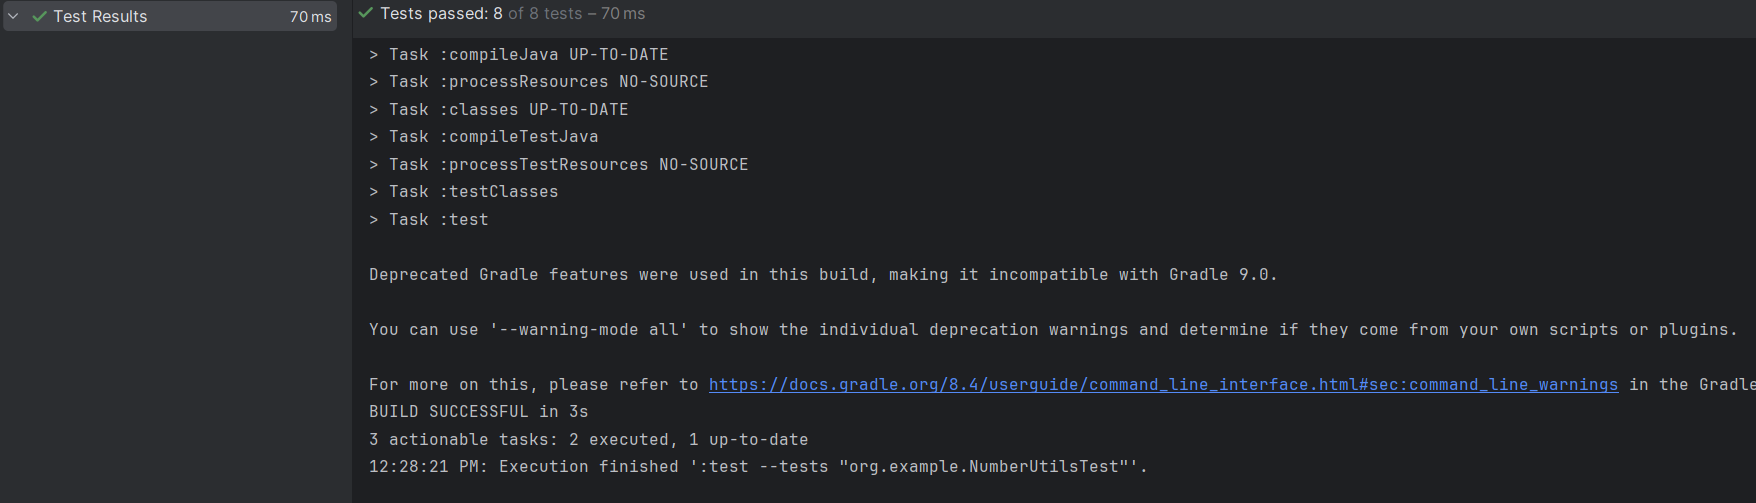 Test Results 70 ms
Tests passed: 8 of 8 tests – 70 ms
> Task :compileJava UP-TO-DATE
> Task :processResources NO-SOURCE
> Task :classes UP-TO-DATE
> Task :compileTestJava
> Task :processTestResources NO-SOURCE
> Task :testClasses
> Task :test
Deprecated Gradle features were used in this build, making it incompatible with Gradle 9.0.
You can use '--warning-mode all' to show the individual deprecation warnings and determine if they come from your own scripts or plugins.
For more on this, please refer to https://docs.gradle.org/8.4/userguide/command_line_interface.html#sec:command_line_warnings in the Gradle
BUILD SUCCESSFUL in 3s
3 actionable tasks: 2 executed, 1 up-to-date
12:28:21 PM: Execution finished ':test --tests "org.example.NumberUtilsTest"'.